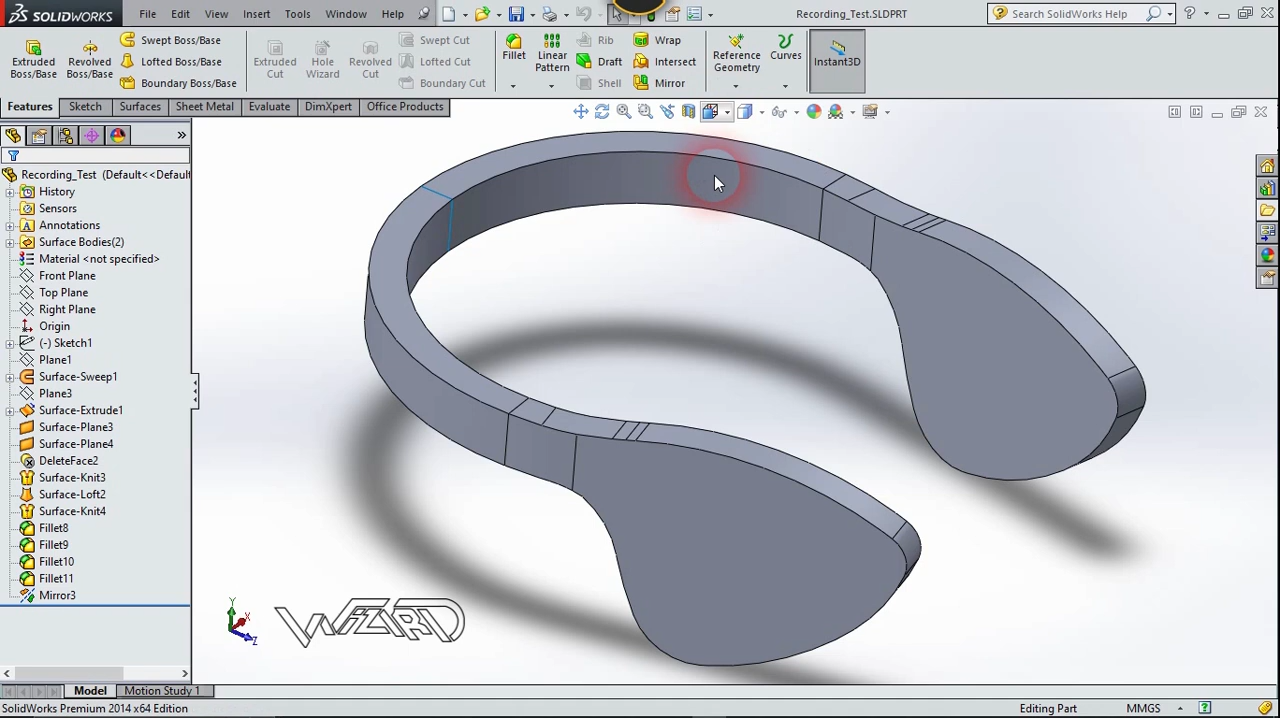 SOLIDWORKS File Edit View Insert Tools Window Help Recording_Test.SLDPRT Search SolidWorks Help
Extruded Boss/Base
Revolved Boss/Base
Swept Boss/Base
Lofted Boss/Base
Boundary Boss/Base
Extruded Cut
Hole Wizard
Revolved Cut
Swept Cut
Lofted Cut
Boundary Cut
Fillet
Linear Pattern
Rib
Draft
Shell
Wrap
Intersect
Mirror
Reference Geometry
Curves
Instant3D
Features Sketch Surfaces Sheet Metal Evaluate DimXpert Office Products
Recording_Test (Default<<Default
History
Sensors
Annotations
Surface Bodies(2)
Material <not specified>
Front Plane
Top Plane
Right Plane
Origin
(-) Sketch1
Plane1
Surface-Sweep1
Plane3
Surface-Extrude1
Surface-Plane3
Surface-Plane4
DeleteFace2
Surface-Knit3
Surface-Loft2
Surface-Knit4
Fillet8
Fillet9
Fillet10
Fillet11
Mirror3
Y
X
Z
WIZARD
Model Motion Study 1
SolidWorks Premium 2014 x64 Edition Editing Part MMGS